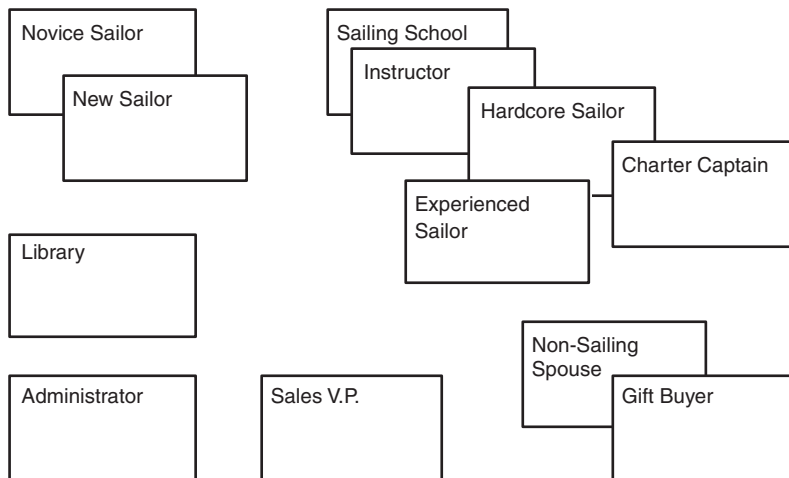 Novice Sailor
New Sailor
Sailing School
Instructor
Hardcore Sailor
Charter Captain
Experienced
Sailor
Library
Non-Sailing
Spouse
Administrator
Sales V.P.
Gift Buyer